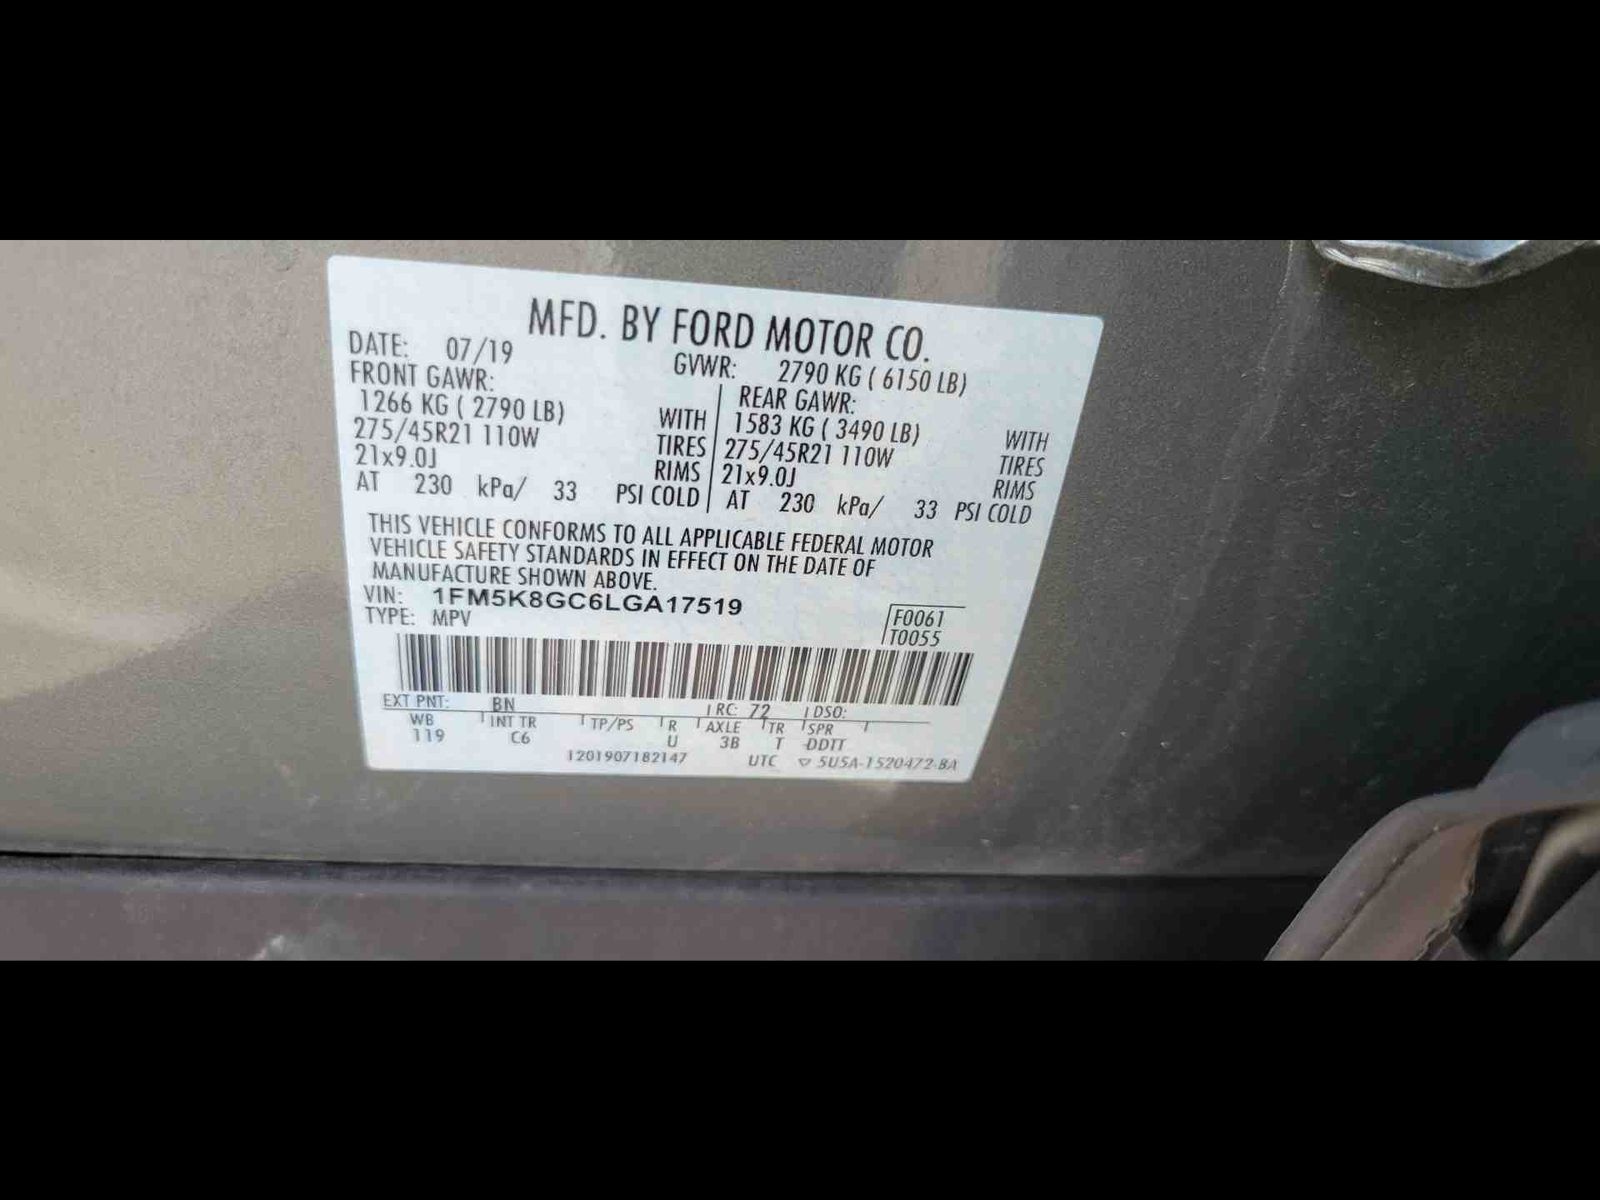 MFD. BY FORD MOTOR CO.
DATE: 07/19 GVWR: 2790 KG ( 6150 LB)
FRONT GAWR: REAR GAWR:
1266 KG ( 2790 LB) WITH 1583 KG ( 3490 LB) WITH
275/45R21 110W TIRES 275/45R21 110W TIRES
21x9.0J RIMS 21x9.0J RIMS
AT 230 kPa/ 33 PSI COLD AT 230 kPa/ 33 PSI COLD
THIS VEHICLE CONFORMS TO ALL APPLICABLE FEDERAL MOTOR
VEHICLE SAFETY STANDARDS IN EFFECT ON THE DATE OF
MANUFACTURE SHOWN ABOVE.
VIN: 1FM5K8GC6LGA17519
TYPE: MPV F0061
T0055
EXT PNT: BN RC: 72 DSO:
WB INT TR TP/PS R AXLE TR SPR
119 C6 U 3B T DDTT
1201907182147 UTC ▽ 5U5A-1520472-BA